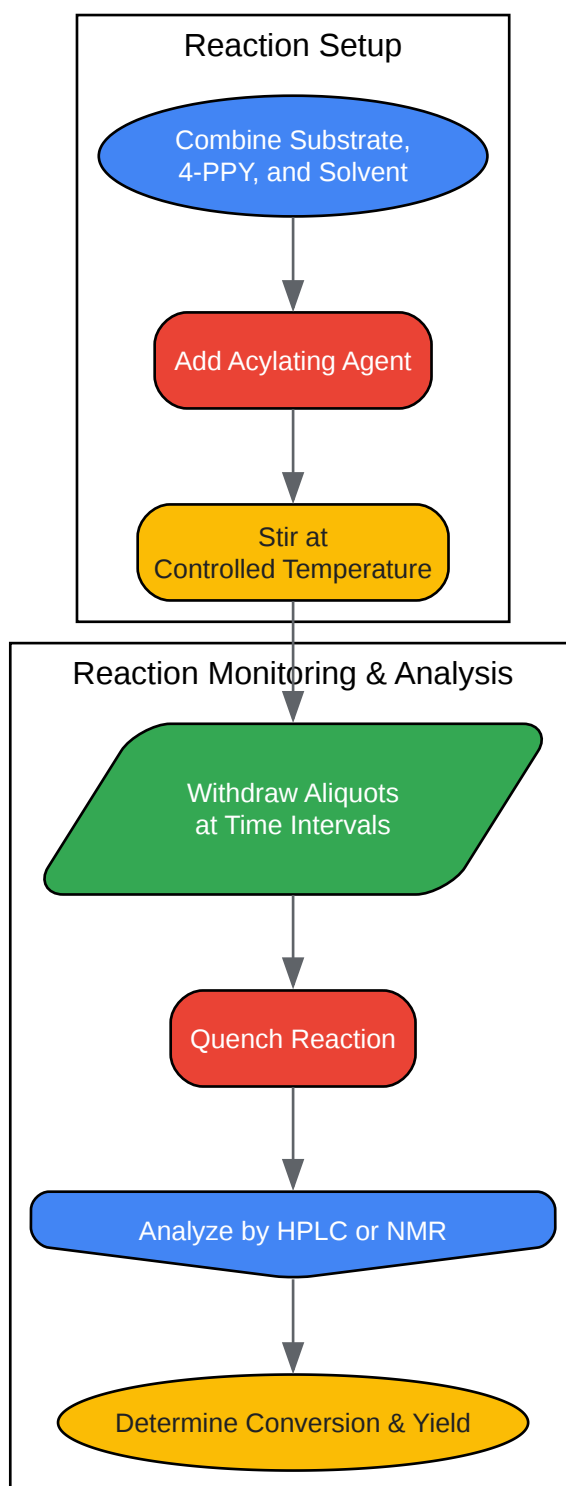 Reaction Setup
Combine Substrate,
4-PPY, and Solvent
Add Acylating Agent
Stir at
Controlled Temperature
Reaction Monitoring & Analysis
Withdraw Aliquots
at Time Intervals
Quench Reaction
Analyze by HPLC or NMR
Determine Conversion & Yield